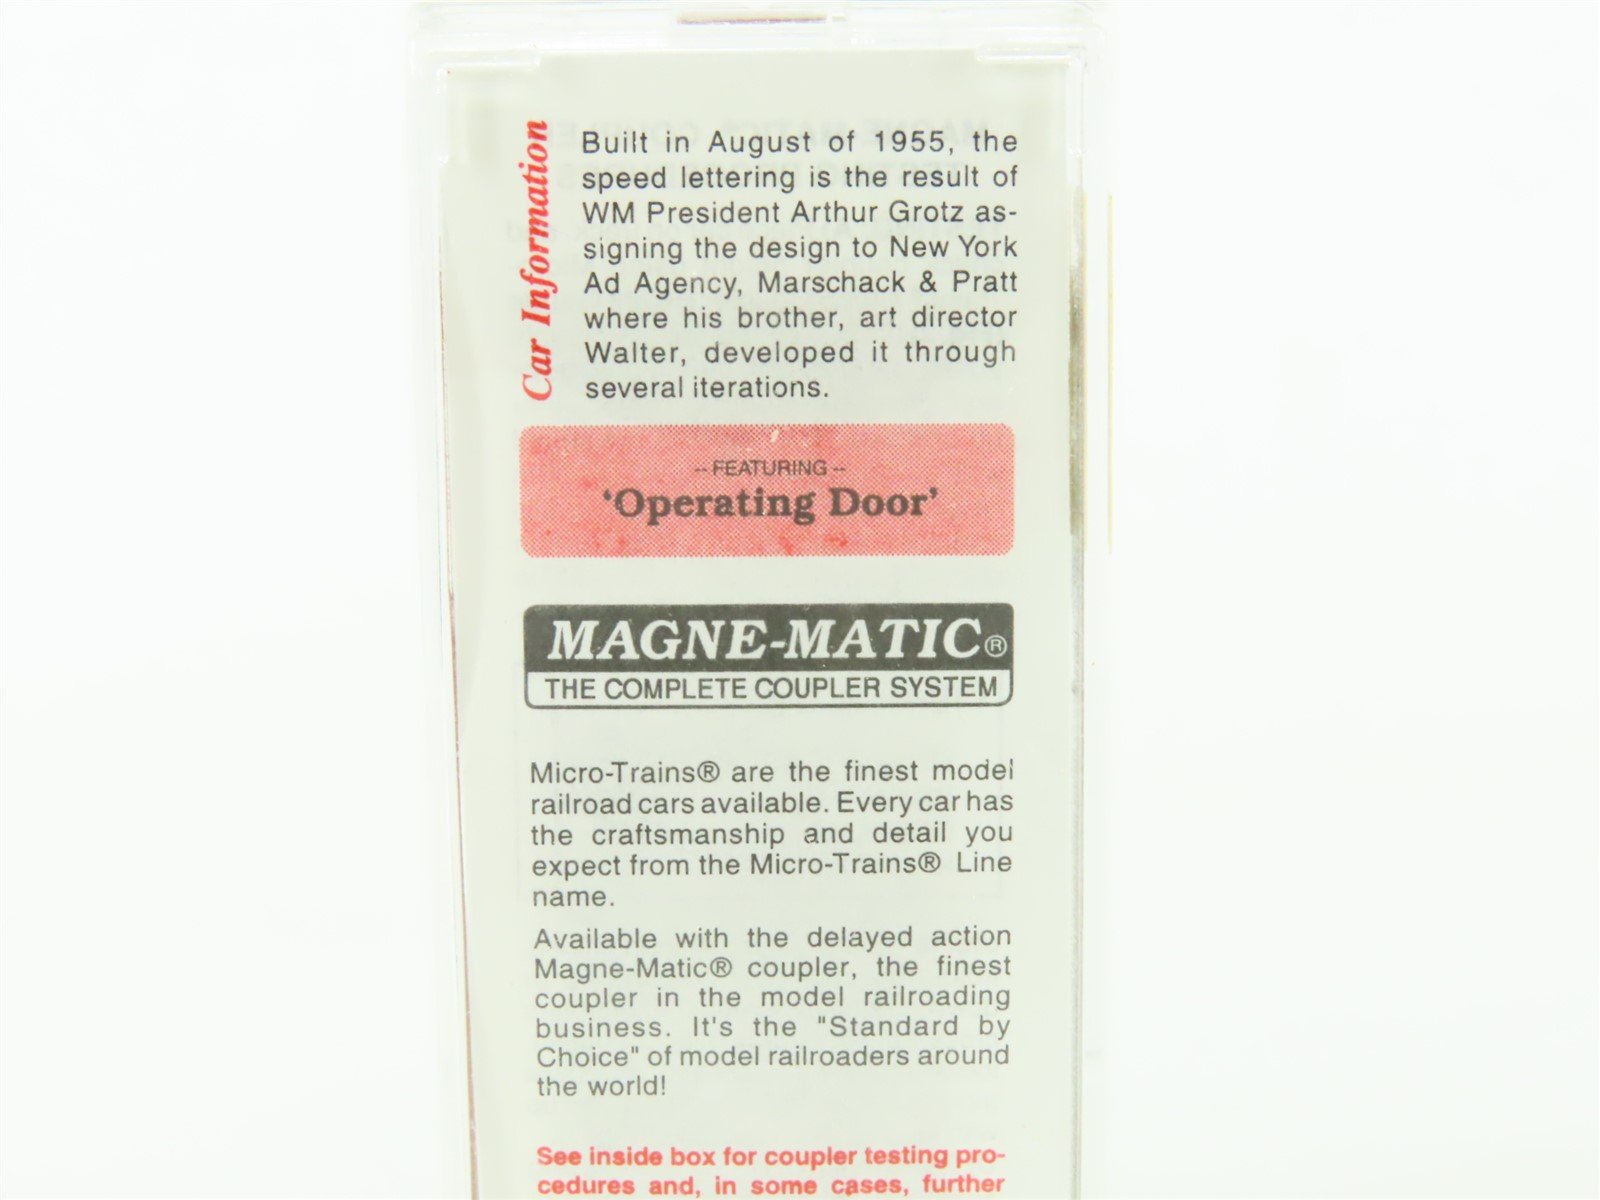 Car Information
Built in August of 1955, the
speed lettering is the result of
WM President Arthur Grotz as-
signing the design to New York
Ad Agency, Marschack & Pratt
where his brother, art director
Walter, developed it through
several iterations.
-- FEATURING --
'Operating Door'
MAGNE-MATIC®
THE COMPLETE COUPLER SYSTEM
Micro-Trains® are the finest model
railroad cars available. Every car has
the craftsmanship and detail you
expect from the Micro-Trains® Line
name.
Available with the delayed action
Magne-Matic® coupler, the finest
coupler in the model railroading
business. It's the "Standard by
Choice" of model railroaders around
the world!
See inside box for coupler testing pro-
cedures and, in some cases, further